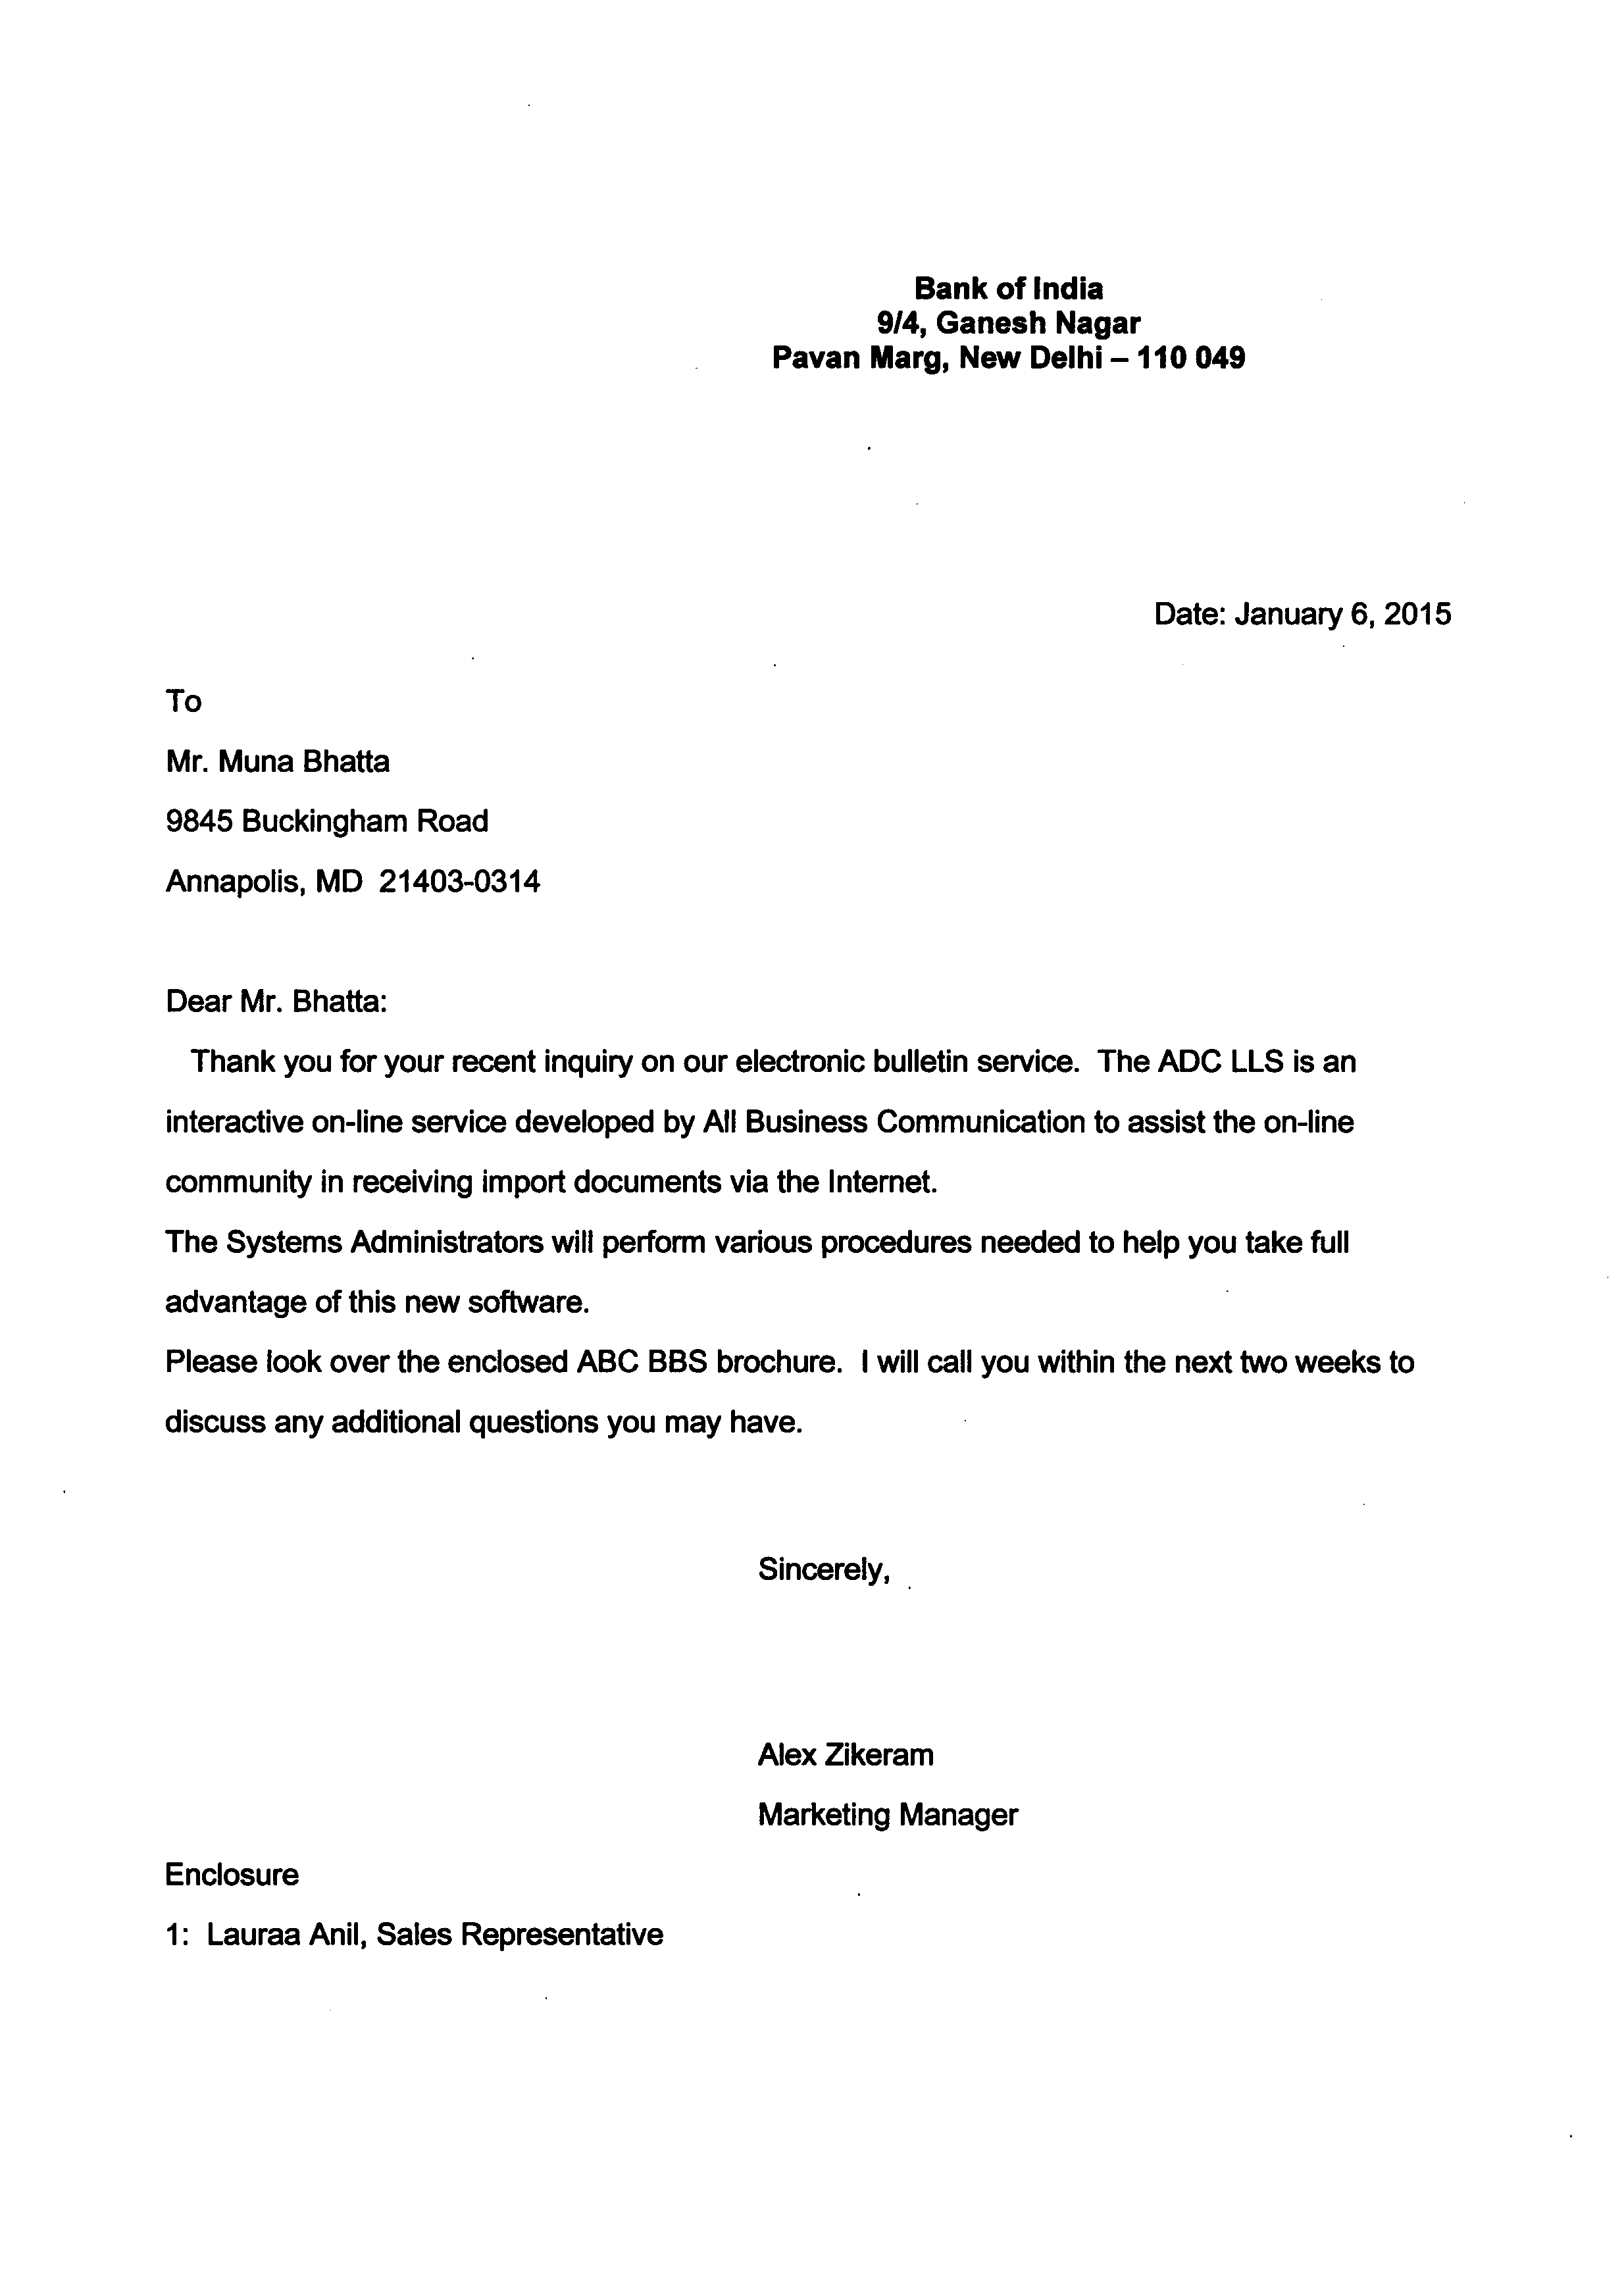 Bank of India
9/4, Ganesh Nagar
Pavan Marg, New Delhi – 110 049
Date: January 6, 2015
To
Mr. Muna Bhatta
9845 Buckingham Road
Annapolis, MD  21403-0314
Dear Mr. Bhatta:
Thank you for your recent inquiry on our electronic bulletin service.  The ADC LLS is an
interactive on-line service developed by All Business Communication to assist the on-line
community in receiving import documents via the Internet.
The Systems Administrators will perform various procedures needed to help you take full
advantage of this new software.
Please look over the enclosed ABC BBS brochure.  I will call you within the next two weeks to
discuss any additional questions you may have.
Sincerely,
Alex Zikeram
Marketing Manager
Enclosure
1:  Lauraa Anil, Sales Representative